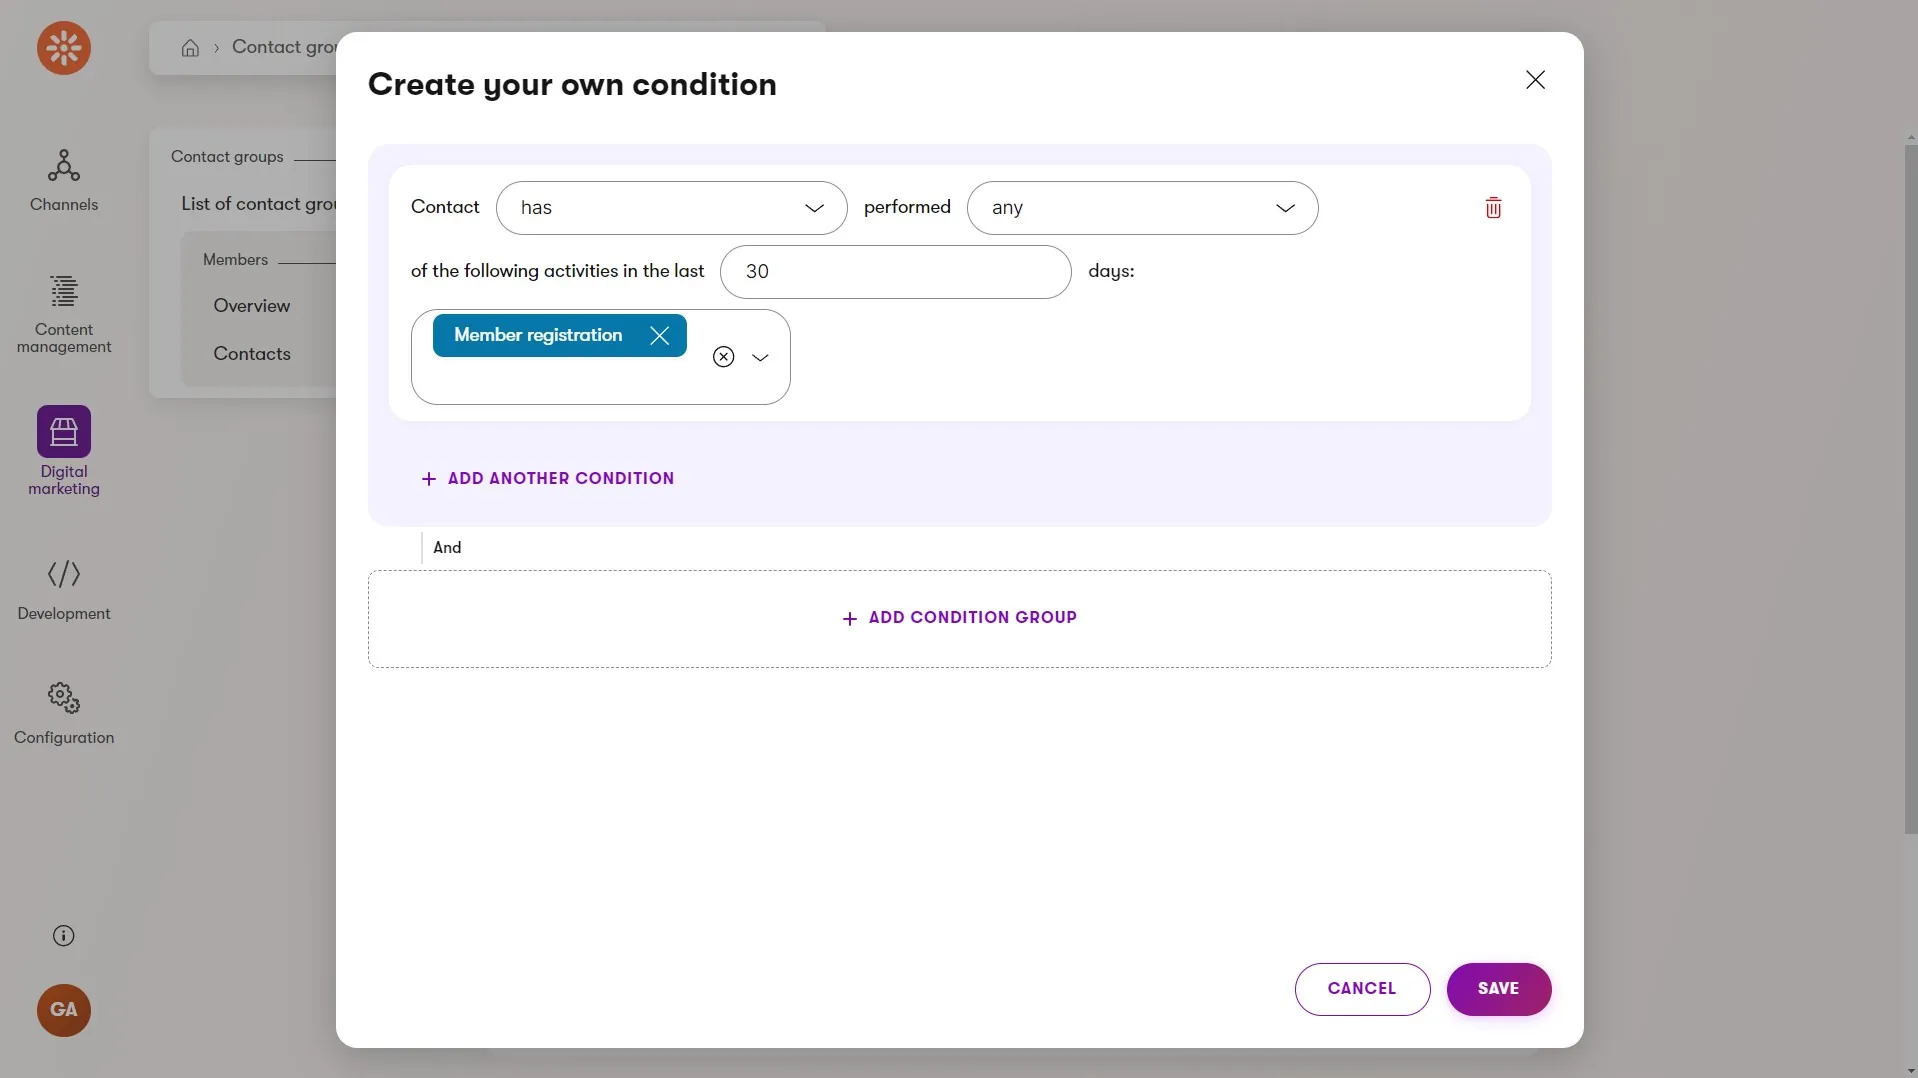 Contact grou
Create your own condition
Contact groups
List of contact grou
Members
Overview
Contacts
Channels
Content
management
Digital
marketing
Development
Configuration
GA
Contact has performed any
of the following activities in the last 30 days:
Member registration
ADD ANOTHER CONDITION
And
ADD CONDITION GROUP
CANCEL SAVE